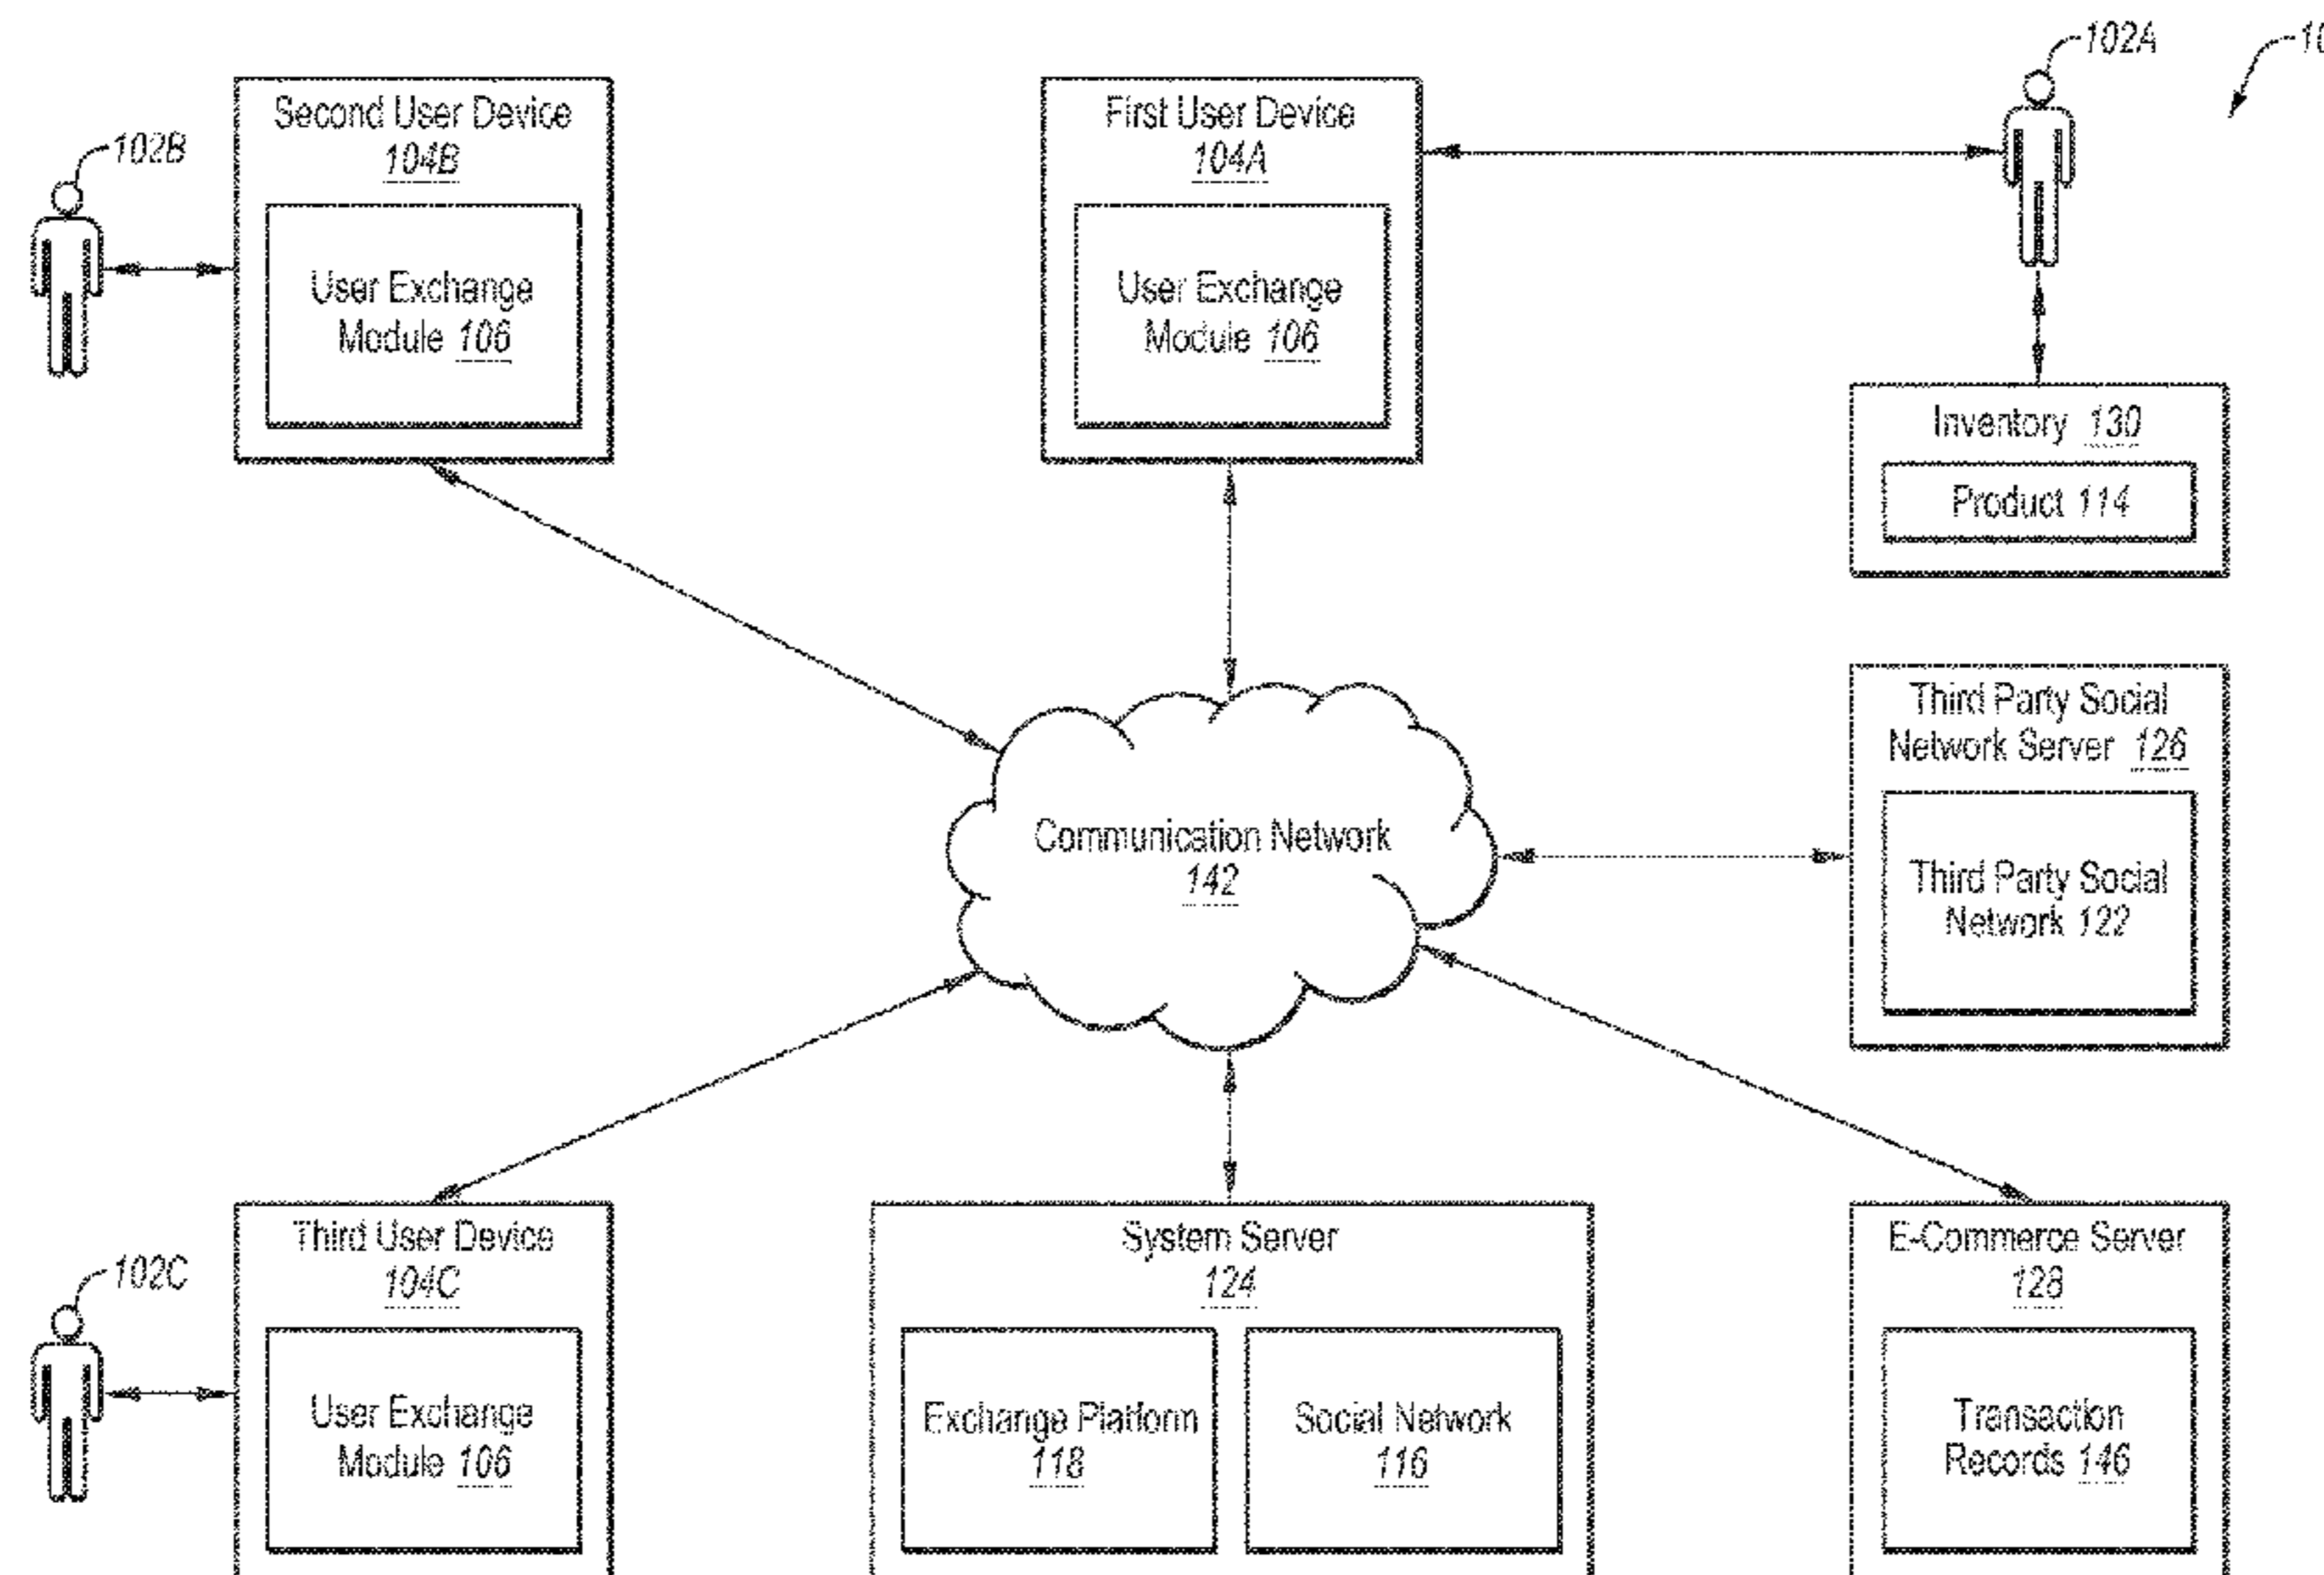 102A
10
Second User Device
104B
First User Device
104A
102B
User Exchange
Module 106
User Exchange
Module 106
Inventory 130
Product 114
Third Party Social
Network Server 126
Communication Network
142
Third Party Social
Network 122
Third User Device
104C
System Server
124
E-Commerce Server
128
102C
User Exchange
Module 106
Exchange Platform
118
Social Network
116
Transaction
Records 146